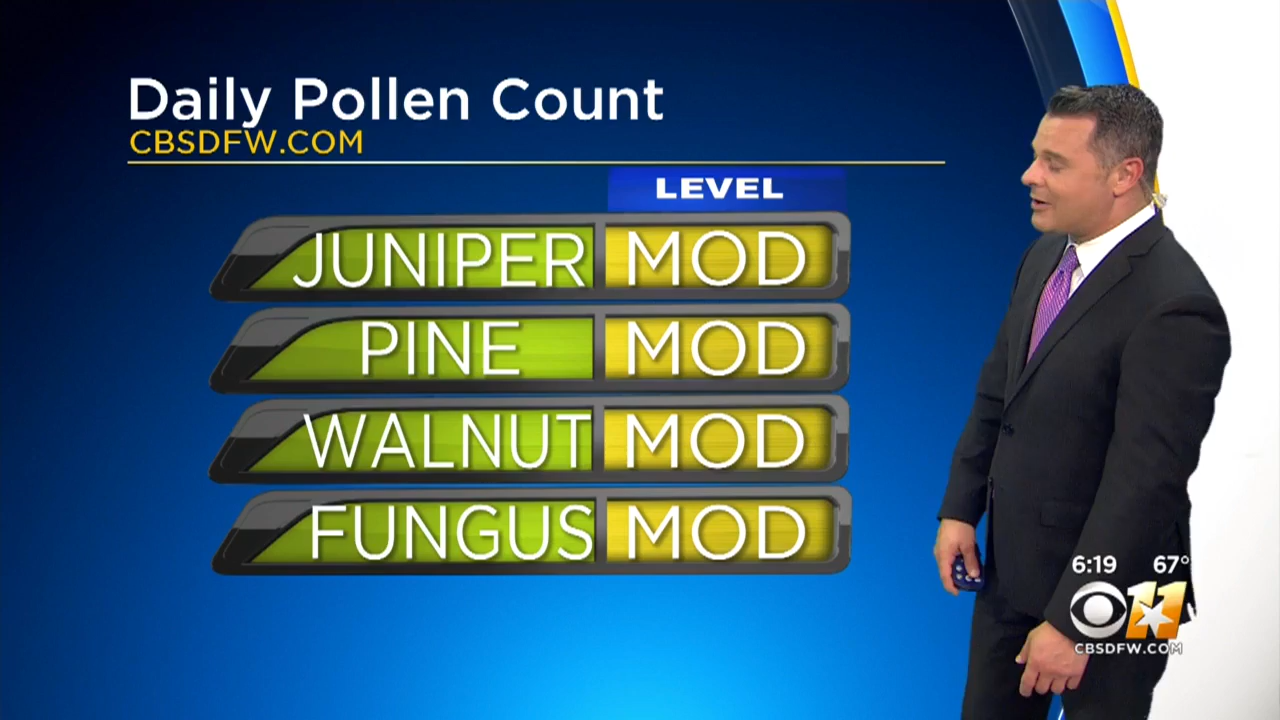 Daily Pollen Count
CBSDFW.COM
LEVEL
JUNIPER MOD
PINE MOD
WALNUT MOD
FUNGUS MOD
6:19 67°
11
CBSDFW.COM